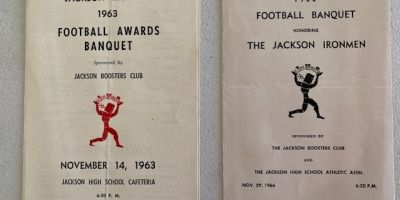 1963
FOOTBALL AWARDS
BANQUET
Sponsored By
JACKSON BOOSTERS CLUB
NOVEMBER 14, 1963
JACKSON HIGH SCHOOL CAFETERIA
6:30 P. M.
FOOTBALL BANQUET
HONORING
THE JACKSON IRONMEN
SPONSORED BY
THE JACKSON BOOSTERS CLUB
AND
THE JACKSON HIGH SCHOOL ATHLETIC ASSN.
NOV. 29, 1966 6:30 P.M.